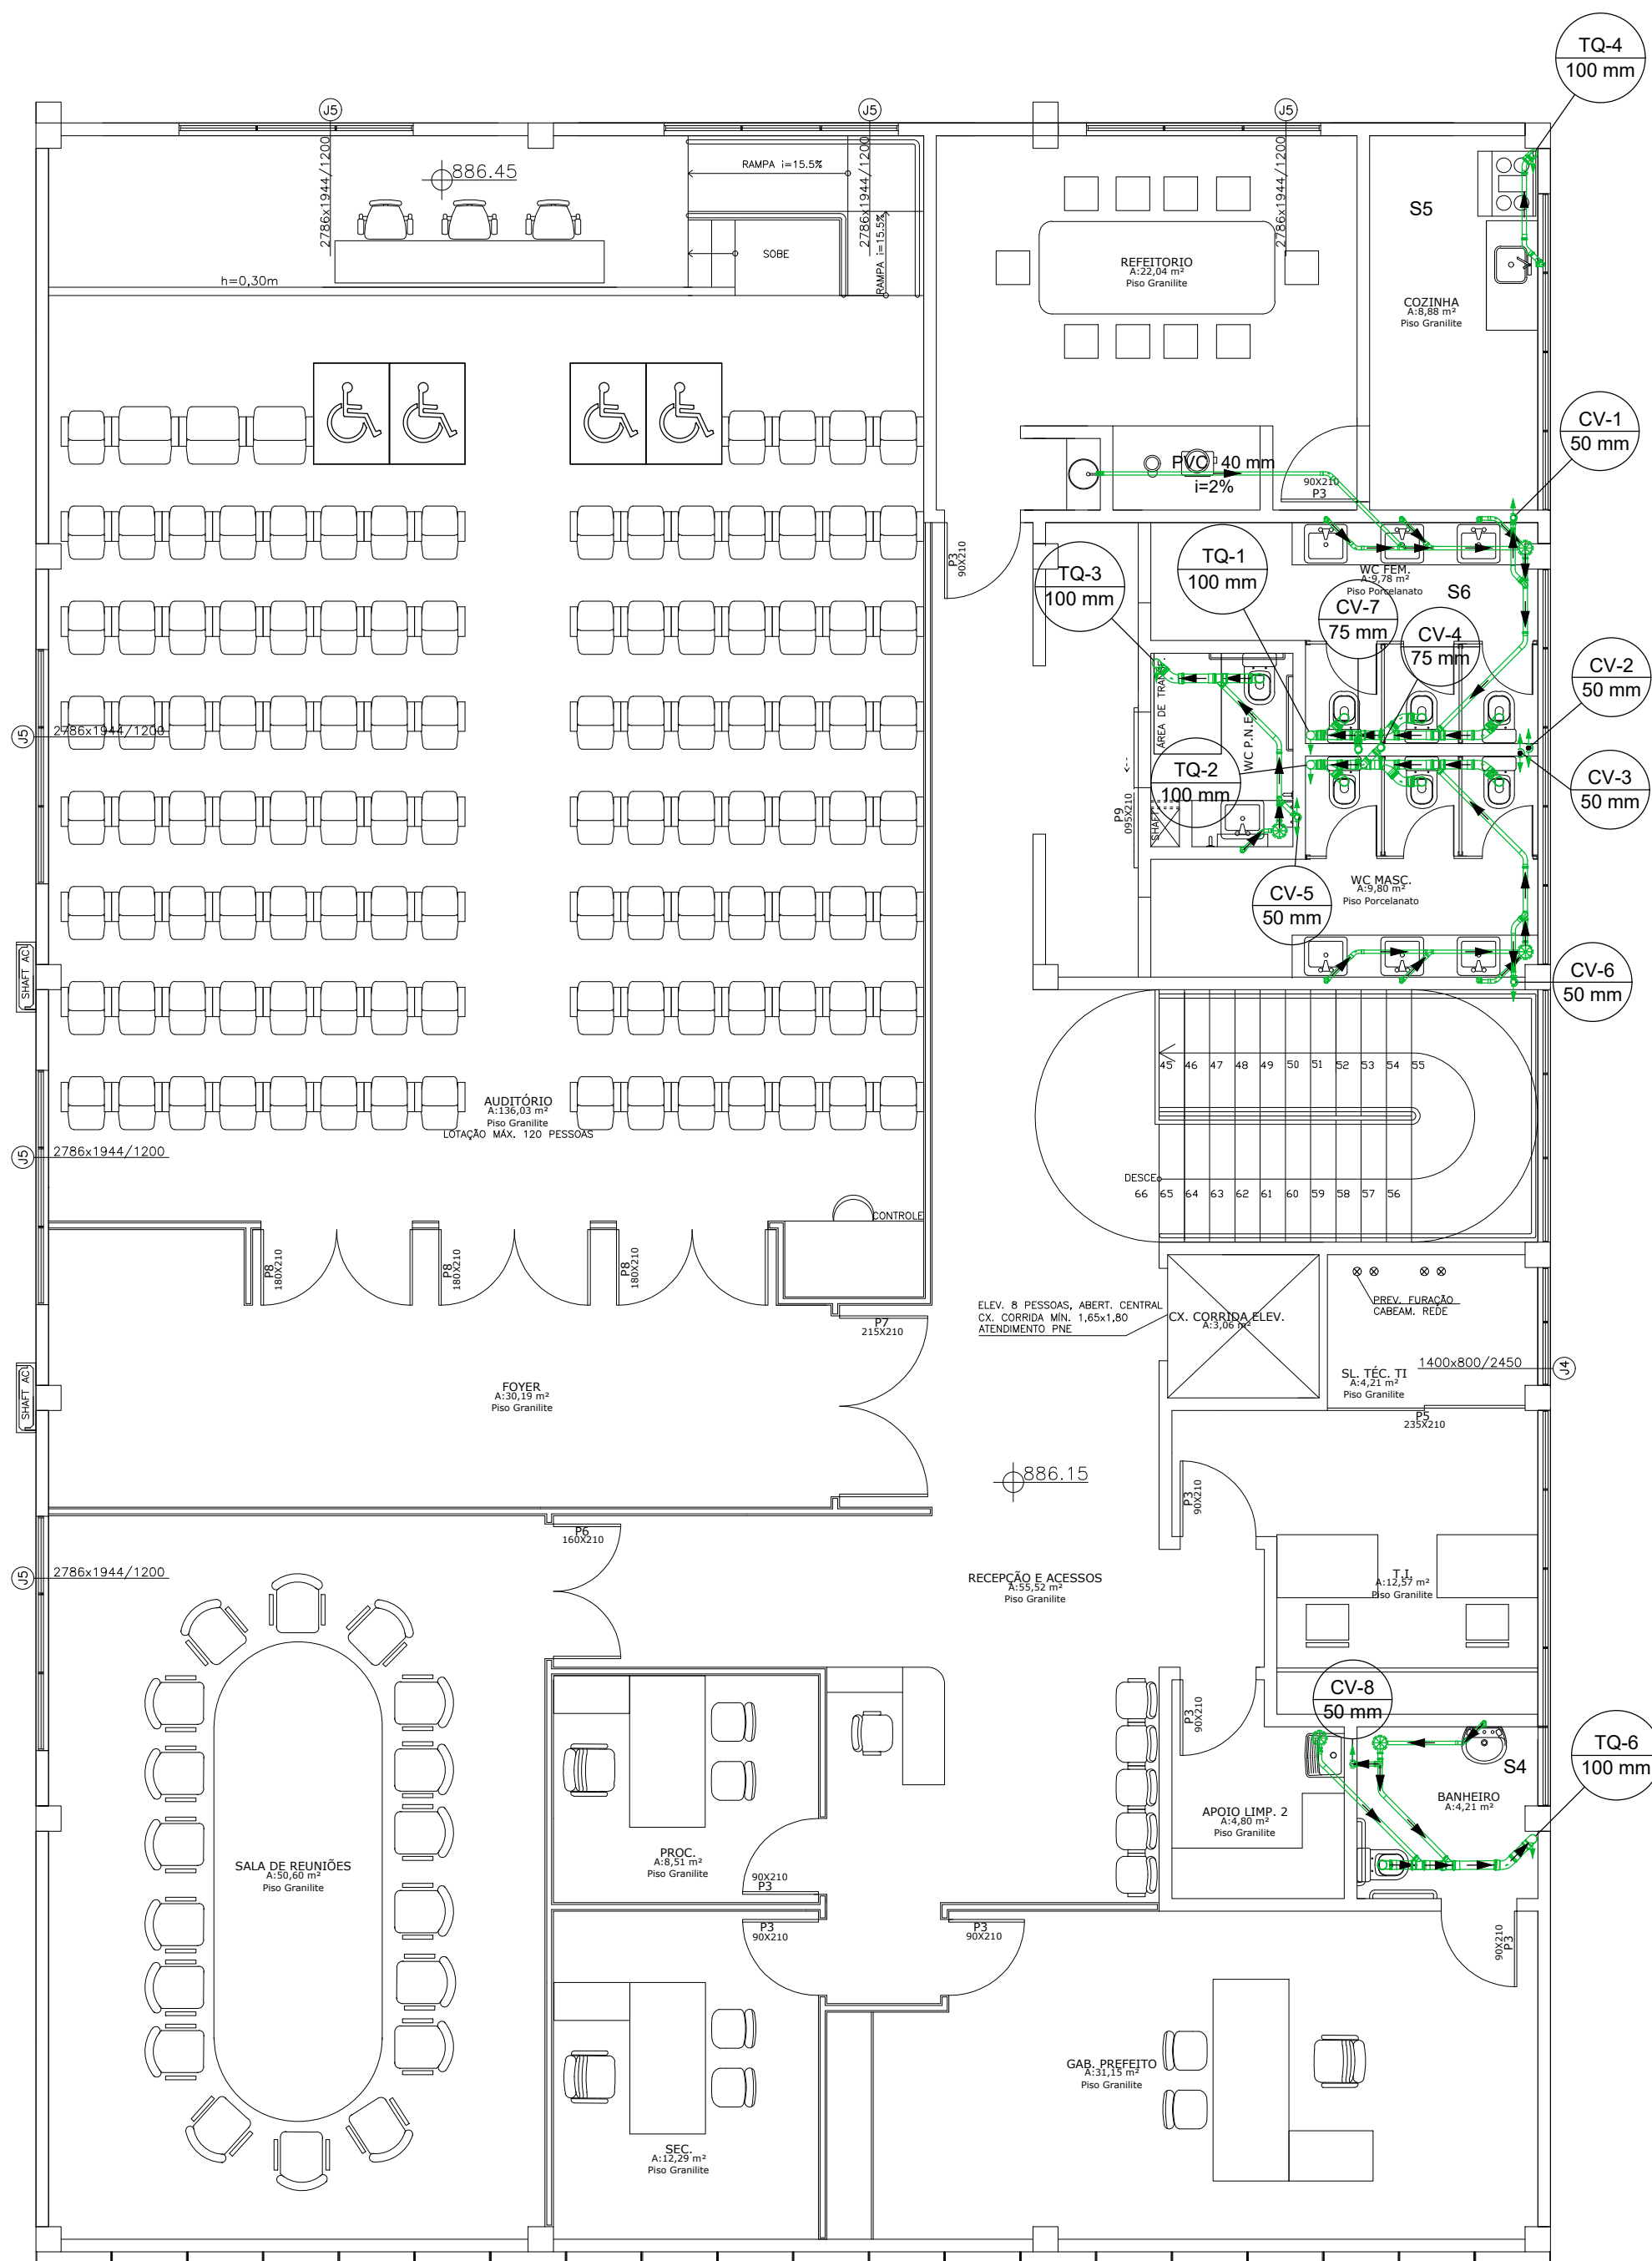 TQ-4
100 mm
J5
J5
J5
2786x1944/1200
2786x1944/1200
2786x1944/1200
886.45
RAMPA i=15.5%
RAMPA i=15.5%
SOBE
h=0,30m
REFEITORIO
A:22,04 m²
Piso Granilite
S5
COZINHA
A:8,88 m²
Piso Granilite
CV-1
50 mm
PVC 40 mm
i=2%
90X210
P3
P3
90X210
TQ-3
100 mm
TQ-1
100 mm
WC FEM.
A:9,78 m²
Piso Porcelanato
S6
CV-7
75 mm
CV-4
75 mm
CV-2
50 mm
CV-3
50 mm
WC P.N.E.
TQ-2
100 mm
P9
095X210
SHAFT
CV-5
50 mm
WC MASC.
A:9,80 m²
Piso Porcelanato
CV-6
50 mm
J5
2786x1944/1200
SHAFT AC
45 46 47 48 49 50 51 52 53 54 55
DESCE
66 65 64 63 62 61 60 59 58 57 56
AUDITÓRIO
A:136,03 m²
Piso Granilite
LOTAÇÃO MÁX. 120 PESSOAS
J5
2786x1944/1200
CONTROLE
P8
180X210
P8
180X210
P8
180X210
P7
215X210
ELEV. 8 PESSOAS, ABERT. CENTRAL
CX. CORRIDA MÍN. 1,65x1,80
ATENDIMENTO PNE
CX. CORRIDA ELEV.
A:3,06 m²
PREV. FURAÇÃO
CABEAM. REDE
SL. TÉC. TI
A:4,21 m²
Piso Granilite
1400x800/2450
J4
P5
235X210
SHAFT AC
FOYER
A:30,19 m²
Piso Granilite
886.15
P3
90X210
P6
160X210
J5
2786x1944/1200
RECEPÇÃO E ACESSOS
A:55,52 m²
Piso Granilite
T.I.
A:12,57 m²
Piso Granilite
P3
90X210
CV-8
50 mm
TQ-6
100 mm
S4
BANHEIRO
A:4,21 m²
APOIO LIMP. 2
A:4,80 m²
Piso Granilite
PROC.
A:8,51 m²
Piso Granilite
90X210
P3
SALA DE REUNIÕES
A:50,60 m²
Piso Granilite
P3
90X210
P3
90X210
90X210
P3
GAB. PREFEITO
A:31,15 m²
Piso Granilite
SEC.
A:12,29 m²
Piso Granilite